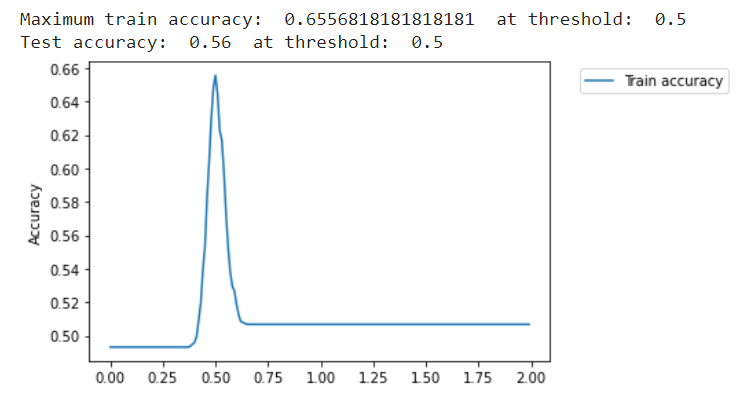 Maximum train accuracy:  0.6556818181818181  at threshold:  0.5
Test accuracy:  0.56  at threshold:  0.5
Train accuracy
Accuracy
0.66
0.64
0.62
0.60
0.58
0.56
0.54
0.52
0.50
0.00 0.25 0.50 0.75 1.00 1.25 1.50 1.75 2.00